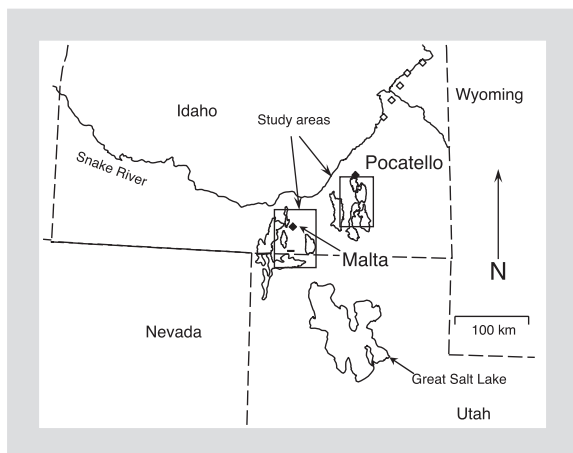 Wyoming
Idaho
Study areas
Pocatello
Snake River
N
Malta
100 km
Nevada
Great Salt Lake
Utah